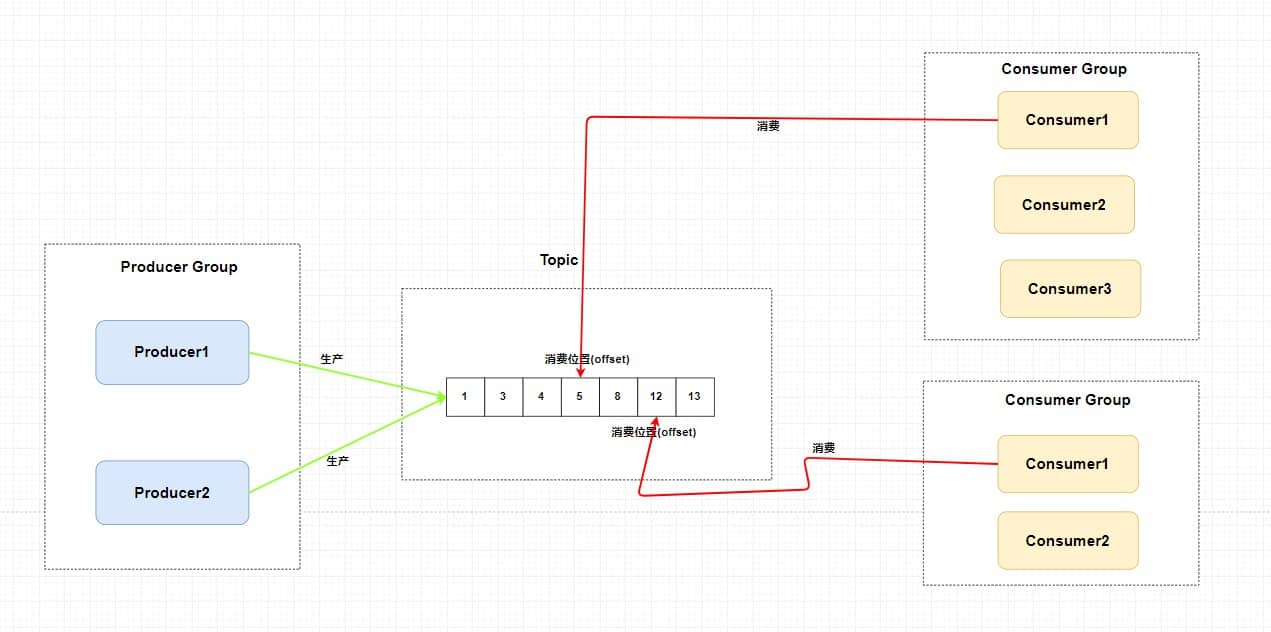 Producer Group
Producer1
Producer2
生产
生产
Topic
消费位置(offset)
1 3 4 5 8 12 13
消费位置(offset)
消费
消费
Consumer Group
Consumer1
Consumer2
Consumer3
Consumer Group
Consumer1
Consumer2